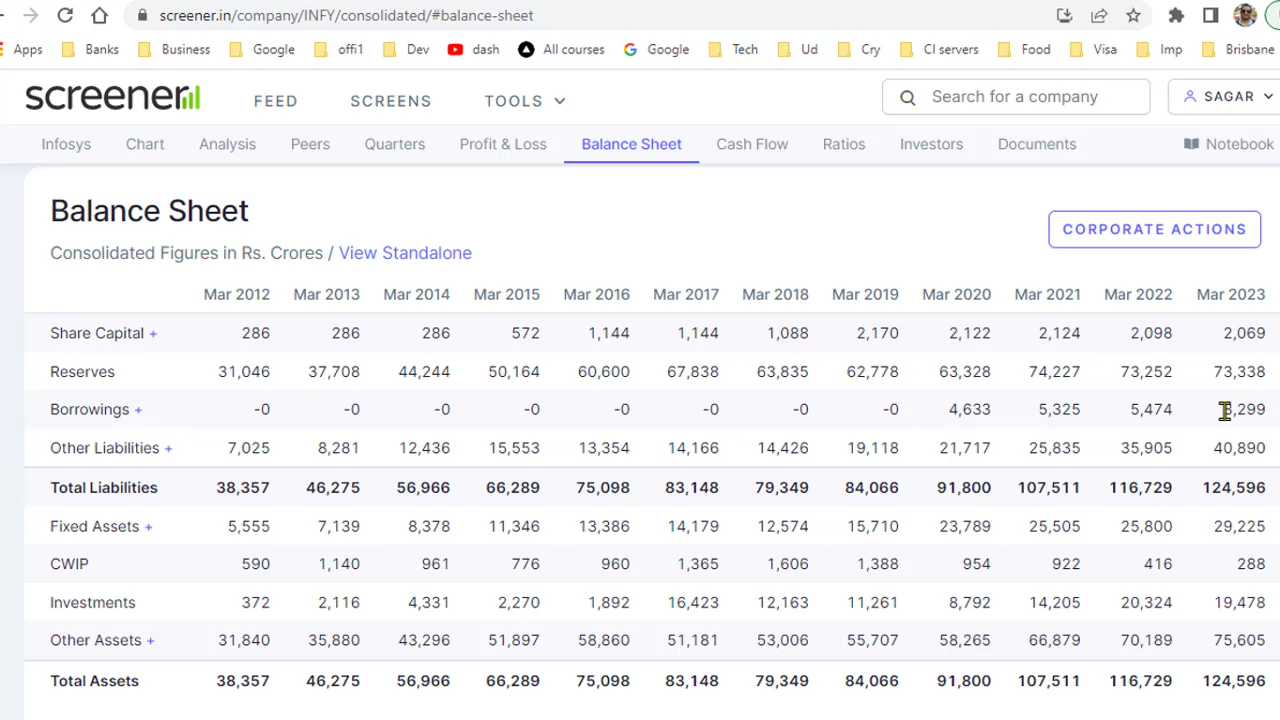 screener.in/company/INFY/consolidated/#balance-sheet
Apps Banks Business Google offi1 Dev dash All courses Google Tech Ud Cry CI servers Food Visa Imp Brisbane
screener FEED SCREENS TOOLS Search for a company SAGAR
Infosys Chart Analysis Peers Quarters Profit & Loss Balance Sheet Cash Flow Ratios Investors Documents Notebook
Balance Sheet
CORPORATE ACTIONS
Consolidated Figures in Rs. Crores / View Standalone
Mar 2012 Mar 2013 Mar 2014 Mar 2015 Mar 2016 Mar 2017 Mar 2018 Mar 2019 Mar 2020 Mar 2021 Mar 2022 Mar 2023
Share Capital + 286 286 286 572 1,144 1,144 1,088 2,170 2,122 2,124 2,098 2,069
Reserves 31,046 37,708 44,244 50,164 60,600 67,838 63,835 62,778 63,328 74,227 73,252 73,338
Borrowings + -0 -0 -0 -0 -0 -0 -0 -0 4,633 5,325 5,474
Other Liabilities + 7,025 8,281 12,436 15,553 13,354 14,166 14,426 19,118 21,717 25,835 35,905 40,890
Total Liabilities 38,357 46,275 56,966 66,289 75,098 83,148 79,349 84,066 91,800 107,511 116,729 124,596
Fixed Assets + 5,555 7,139 8,378 11,346 13,386 14,179 12,574 15,710 23,789 25,505 25,800 29,225
CWIP 590 1,140 961 776 960 1,365 1,606 1,388 954 922 416 288
Investments 372 2,116 4,331 2,270 1,892 16,423 12,163 11,261 8,792 14,205 20,324 19,478
Other Assets + 31,840 35,880 43,296 51,897 58,860 51,181 53,006 55,707 58,265 66,879 70,189 75,605
Total Assets 38,357 46,275 56,966 66,289 75,098 83,148 79,349 84,066 91,800 107,511 116,729 124,596